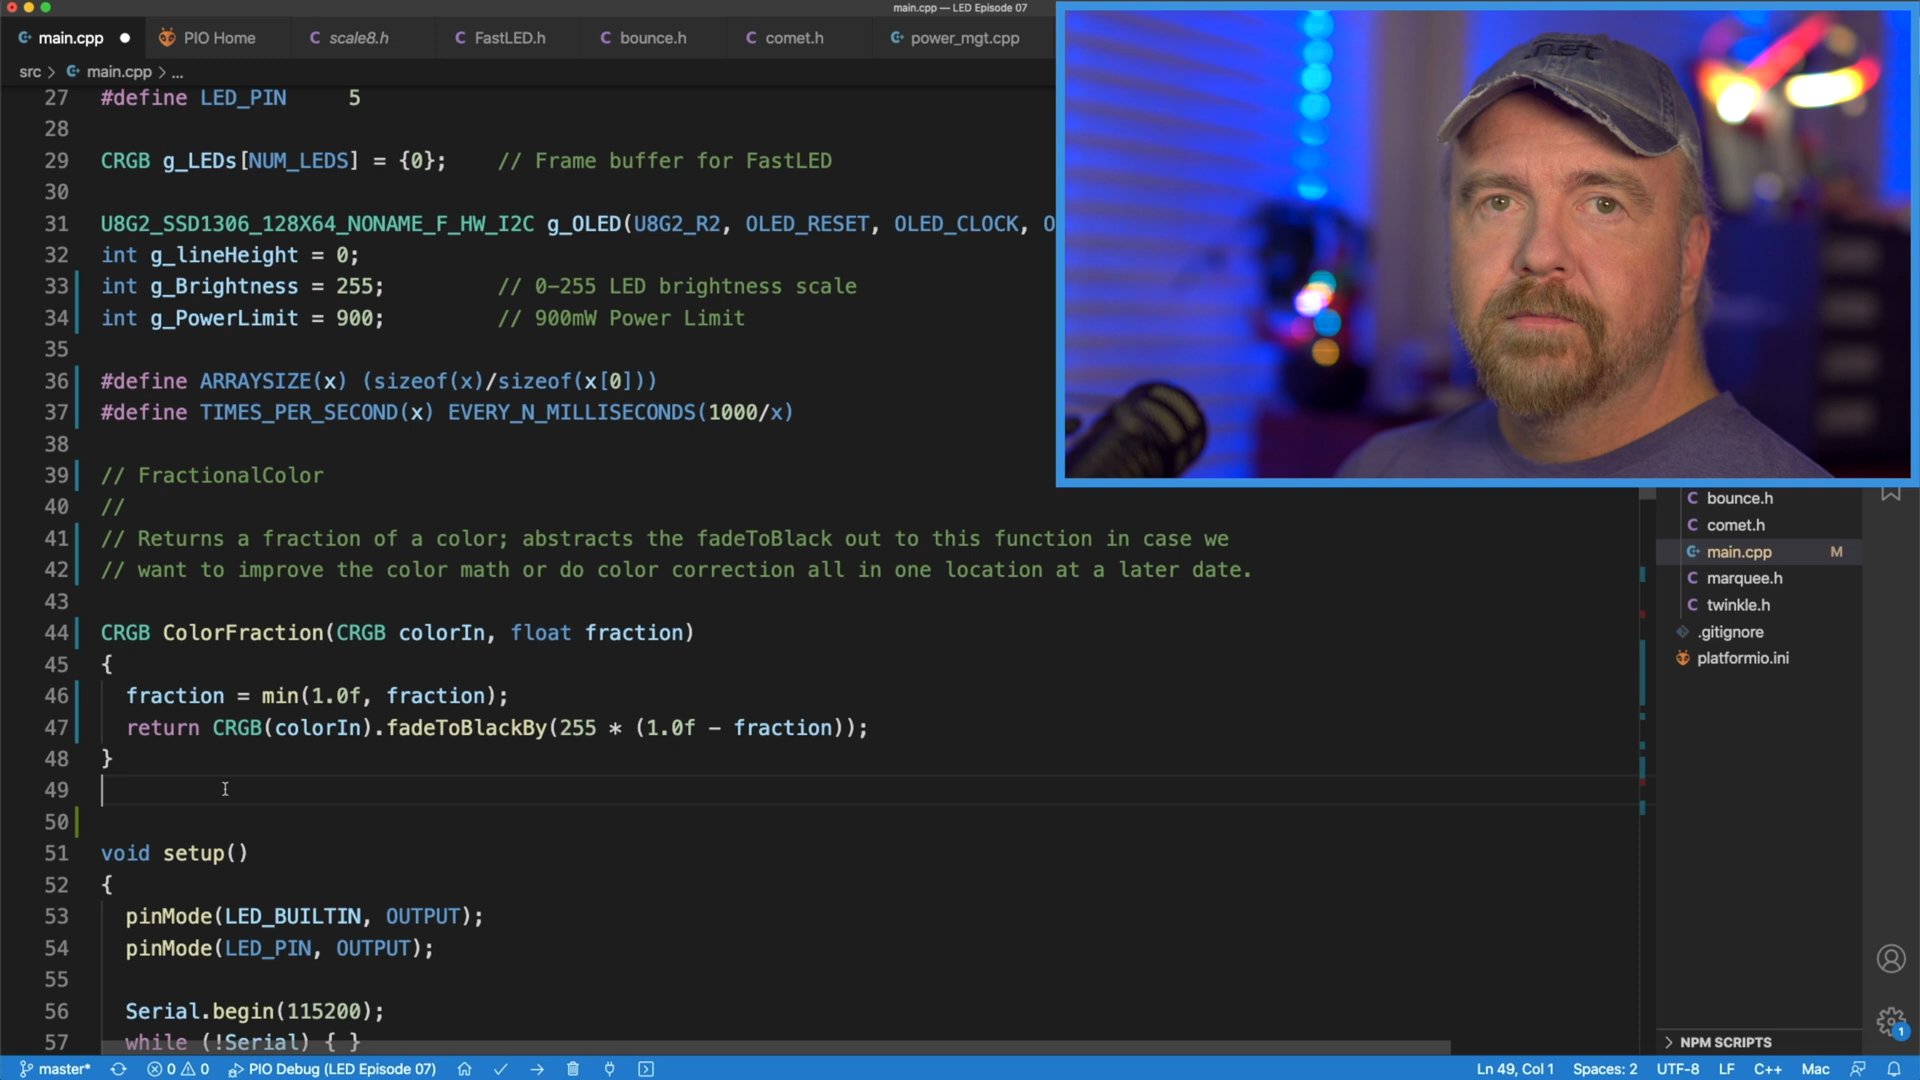 main.cpp — LED Episode 07
main.cpp
PIO Home
scale8.h
FastLED.h
bounce.h
comet.h
power_mgt.cpp
src > main.cpp > ...
27 #define LED_PIN 5
28
29 CRGB g_LEDs[NUM_LEDS] = {0}; // Frame buffer for FastLED
30
31 U8G2_SSD1306_128X64_NONAME_F_HW_I2C g_OLED(U8G2_R2, OLED_RESET, OLED_CLOCK, O
32 int g_lineHeight = 0;
33 int g_Brightness = 255; // 0-255 LED brightness scale
34 int g_PowerLimit = 900; // 900mW Power Limit
35
36 #define ARRAYSIZE(x) (sizeof(x)/sizeof(x[0]))
37 #define TIMES_PER_SECOND(x) EVERY_N_MILLISECONDS(1000/x)
38
39 // FractionalColor
40 //
41 // Returns a fraction of a color; abstracts the fadeToBlack out to this function in case we
42 // want to improve the color math or do color correction all in one location at a later date.
43
44 CRGB ColorFraction(CRGB colorIn, float fraction)
45 {
46 fraction = min(1.0f, fraction);
47 return CRGB(colorIn).fadeToBlackBy(255 * (1.0f - fraction));
48 }
49
50
51 void setup()
52 {
53 pinMode(LED_BUILTIN, OUTPUT);
54 pinMode(LED_PIN, OUTPUT);
55
56 Serial.begin(115200);
57 while (!Serial) { }
.net
bounce.h
comet.h
main.cpp M
marquee.h
twinkle.h
.gitignore
platformio.ini
NPM SCRIPTS
1
master* 0 0 PIO Debug (LED Episode 07)
Ln 49, Col 1 Spaces: 2 UTF-8 LF C++ Mac